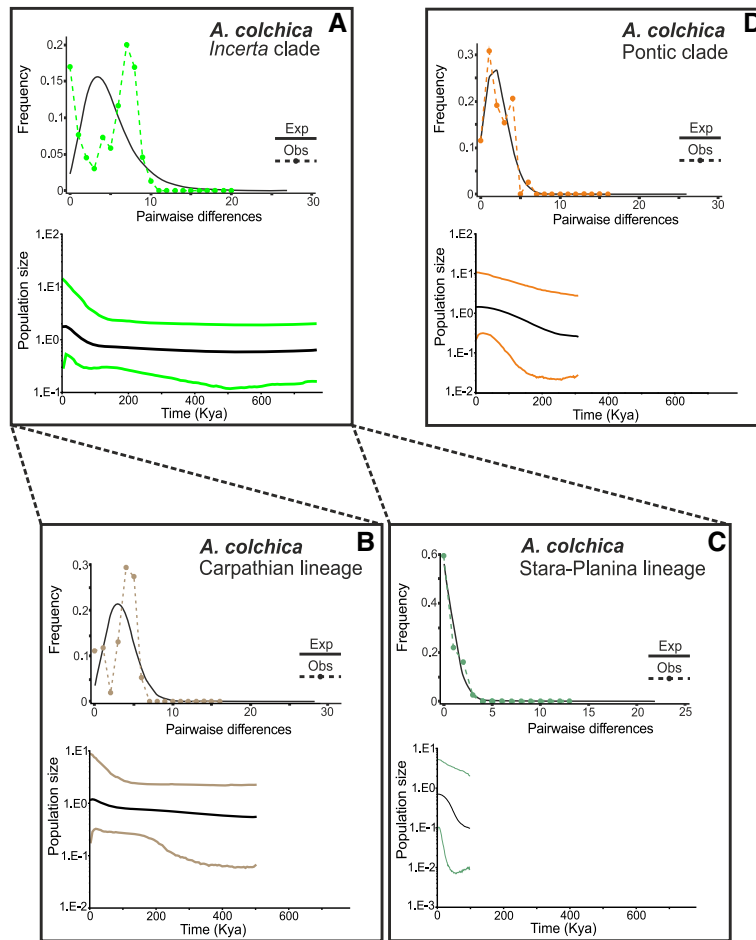 A
A. colchica
Incerta clade
0.2
0.15
0.1
0.05
0
Frequency
Exp
Obs
0 10 20 30
Pairwaise differences
1.E2
1.E1
1.E0
1.E-1
Population size
0 200 400 600
Time (Kya)
D
A. colchica
Pontic clade
0.3
0.2
0.1
0
Frequency
Exp
Obs
0 10 20 30
Pairwaise differences
1.E2
1.E1
1.E0
1.E-1
1.E-2
Population size
0 200 400 600
Time (Kya)
B
A. colchica
Carpathian lineage
0.3
0.2
0.1
0
Frequency
Exp
Obs
0 10 20 30
Pairwaise differences
1.E2
1.E1
1.E0
1.E-1
1.E-2
Population size
0 200 400 600
Time (Kya)
C
A. colchica
Stara-Planina lineage
0.6
0.4
0.2
0
Frequency
Exp
Obs
0 5 10 15 20 25
Pairwaise differences
1.E1
1.E0
1.E-1
1.E-2
1.E-3
Population size
0 200 400 600
Time (Kya)